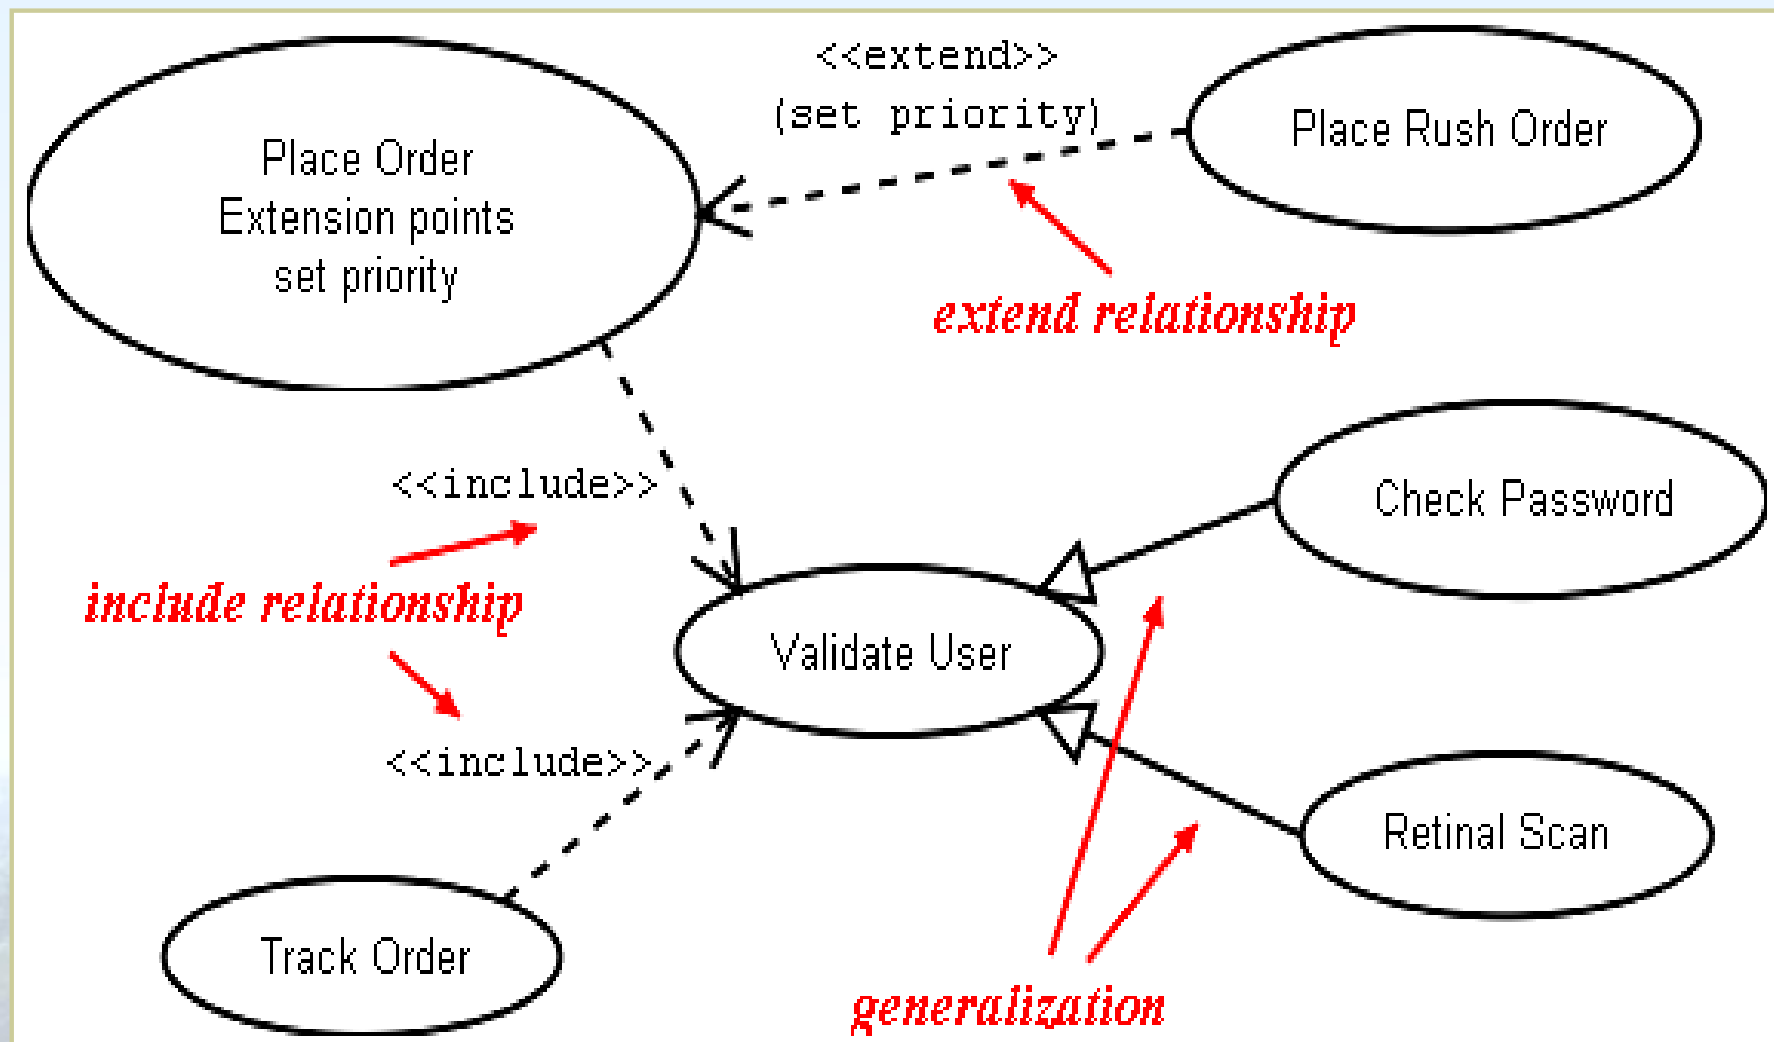 <<extend>>
(set priority)
Place Rush Order
Place Order
Extension points
set priority
extend relationship
<<include>>
Check Password
include relationship
Validate User
<<include>>
Retinal Scan
Track Order
generalization